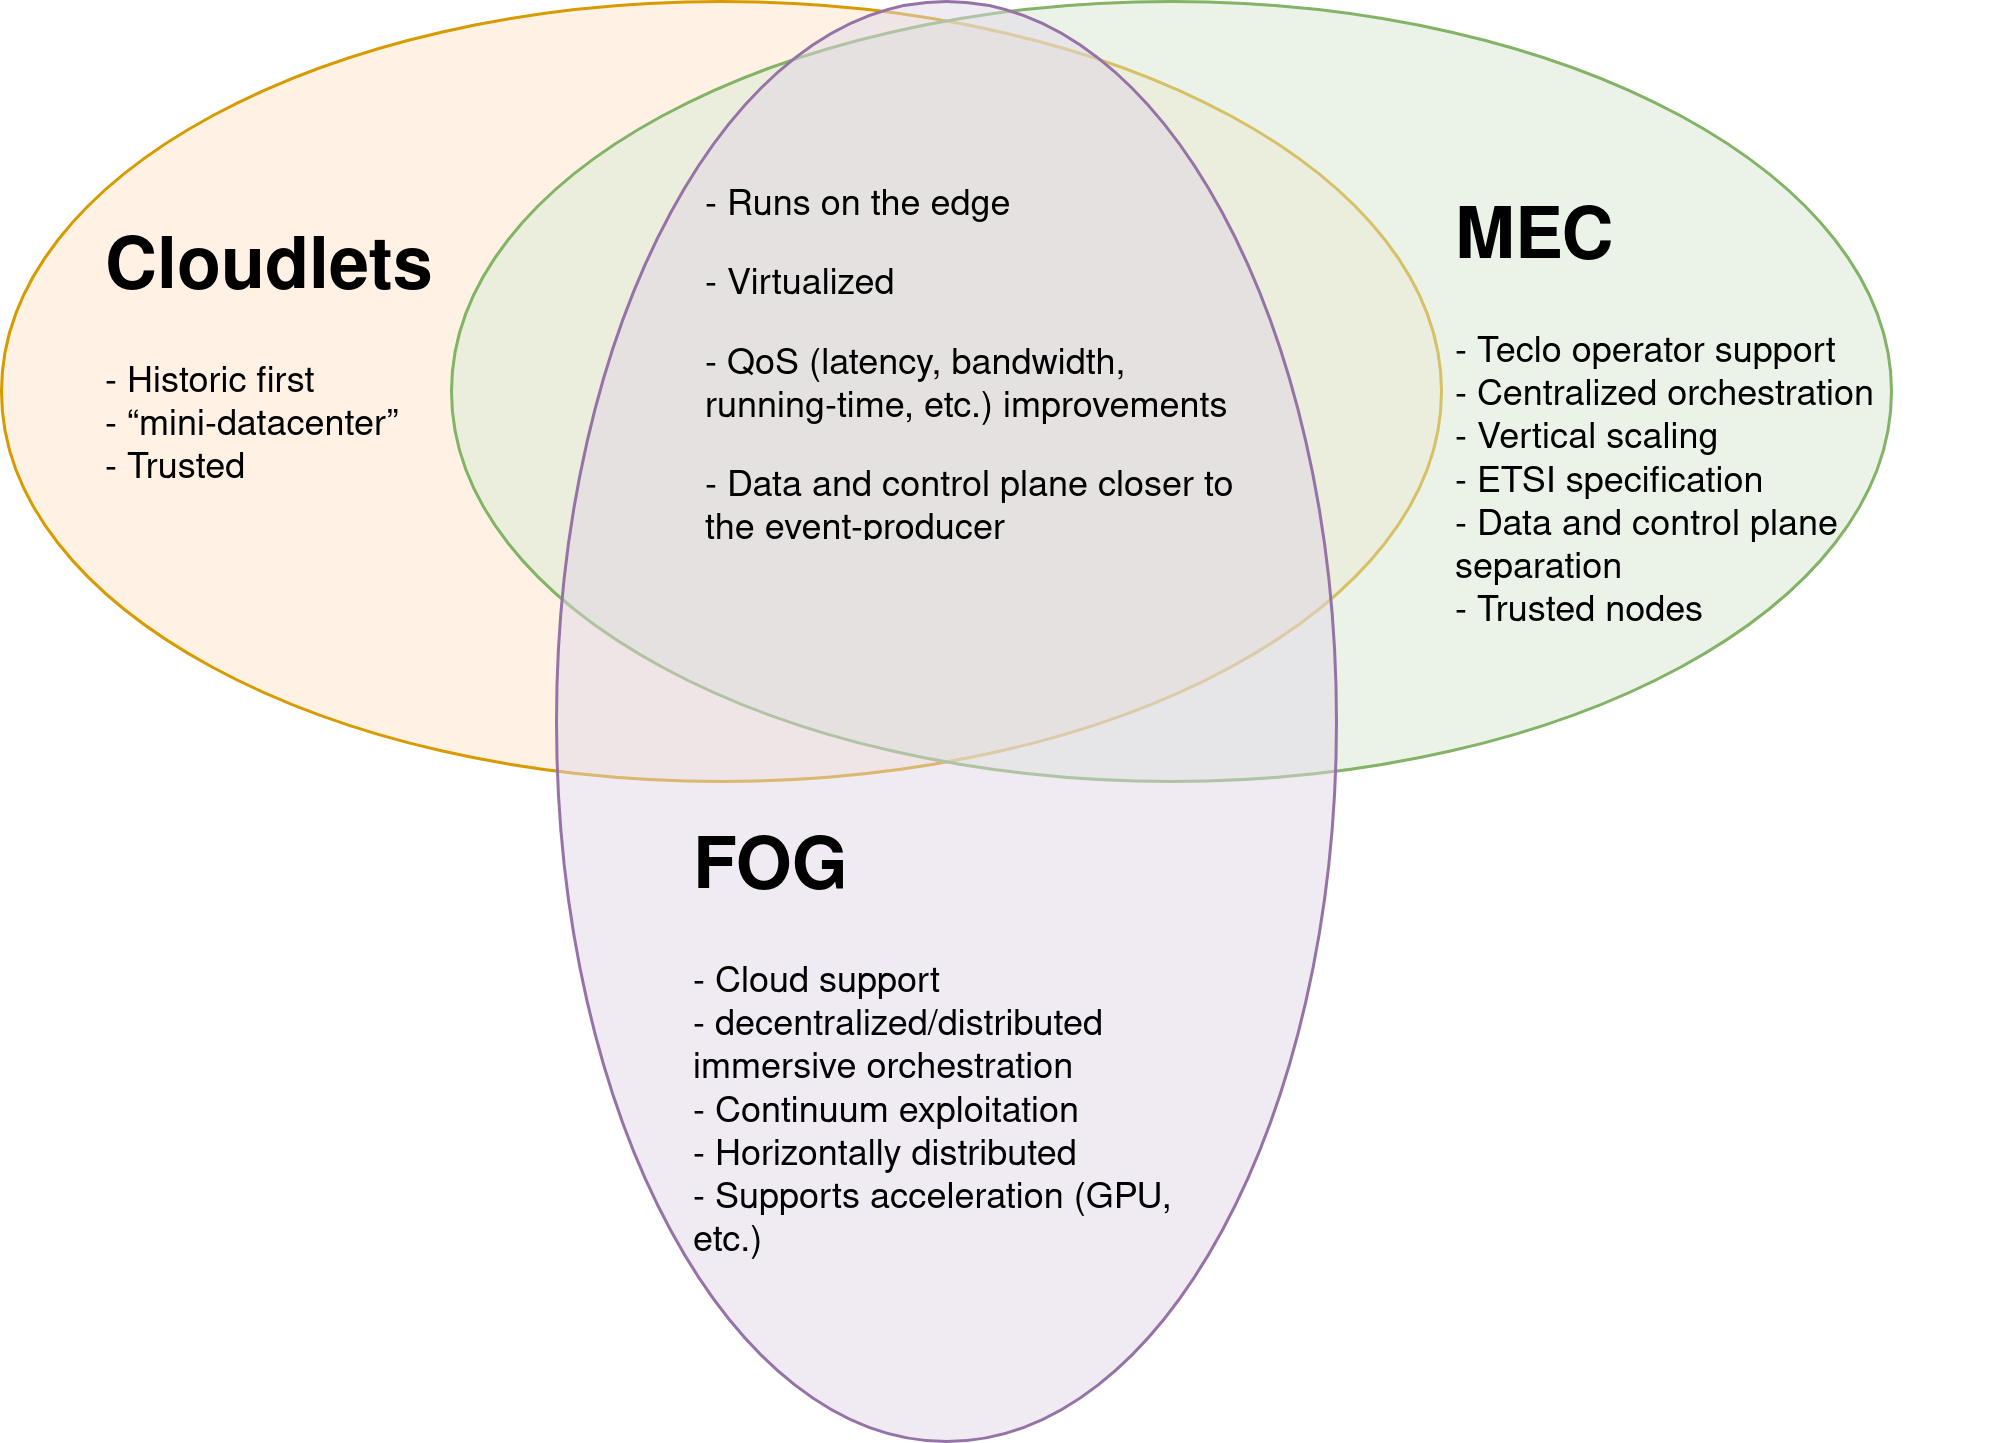 Cloudlets
- Historic first
- “mini-datacenter”
- Trusted
- Runs on the edge
- Virtualized
- QoS (latency, bandwidth,
running-time, etc.) improvements
- Data and control plane closer to
the event-producer
MEC
- Teclo operator support
- Centralized orchestration
- Vertical scaling
- ETSI specification
- Data and control plane
separation
- Trusted nodes
FOG
- Cloud support
- decentralized/distributed
immersive orchestration
- Continuum exploitation
- Horizontally distributed
- Supports acceleration (GPU,
etc.)